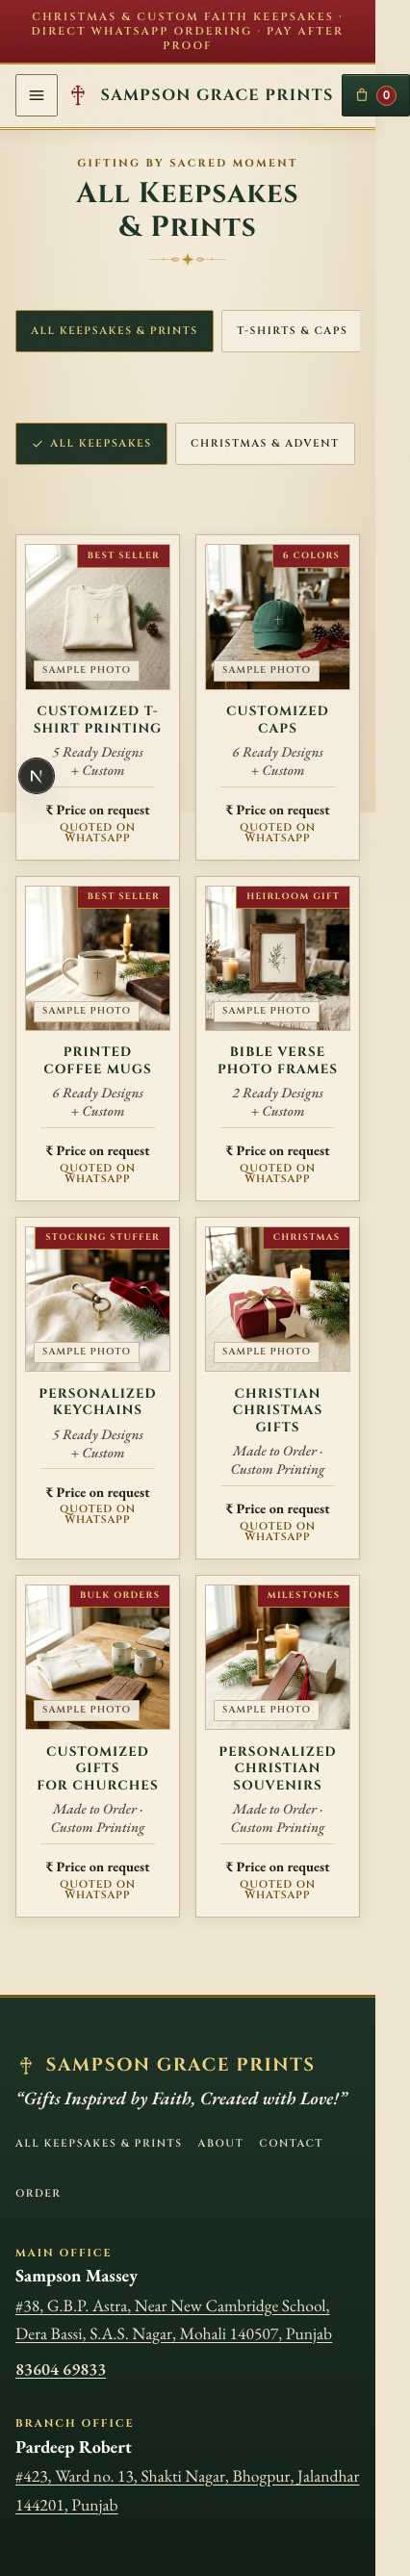 CHRISTMAS & CUSTOM FAITH KEEPSAKES ·
DIRECT WHATSAPP ORDERING · PAY AFTER
PROOF
SAMPSON GRACE PRINTS
0
GIFTING BY SACRED MOMENT
All Keepsakes
& Prints
ALL KEEPSAKES & PRINTS
T-SHIRTS & CAPS
ALL KEEPSAKES
CHRISTMAS & ADVENT
BEST SELLER
SAMPLE PHOTO
CUSTOMIZED T-
SHIRT PRINTING
5 Ready Designs
+ Custom
₹ Price on request
QUOTED ON
WHATSAPP
6 COLORS
SAMPLE PHOTO
CUSTOMIZED
CAPS
6 Ready Designs
+ Custom
₹ Price on request
QUOTED ON
WHATSAPP
N
BEST SELLER
SAMPLE PHOTO
PRINTED
COFFEE MUGS
6 Ready Designs
+ Custom
₹ Price on request
QUOTED ON
WHATSAPP
HEIRLOOM GIFT
SAMPLE PHOTO
BIBLE VERSE
PHOTO FRAMES
2 Ready Designs
+ Custom
₹ Price on request
QUOTED ON
WHATSAPP
STOCKING STUFFER
SAMPLE PHOTO
PERSONALIZED
KEYCHAINS
5 Ready Designs
+ Custom
₹ Price on request
QUOTED ON
WHATSAPP
CHRISTMAS
SAMPLE PHOTO
CHRISTIAN
CHRISTMAS
GIFTS
Made to Order ·
Custom Printing
₹ Price on request
QUOTED ON
WHATSAPP
BULK ORDERS
SAMPLE PHOTO
CUSTOMIZED
GIFTS
FOR CHURCHES
Made to Order ·
Custom Printing
₹ Price on request
QUOTED ON
WHATSAPP
MILESTONES
SAMPLE PHOTO
PERSONALIZED
CHRISTIAN
SOUVENIRS
Made to Order ·
Custom Printing
₹ Price on request
QUOTED ON
WHATSAPP
SAMPSON GRACE PRINTS
“Gifts Inspired by Faith, Created with Love!”
ALL KEEPSAKES & PRINTS ABOUT CONTACT
ORDER
MAIN OFFICE
Sampson Massey
#38, G.B.P. Astra, Near New Cambridge School,
Dera Bassi, S.A.S. Nagar, Mohali 140507, Punjab
83604 69833
BRANCH OFFICE
Pardeep Robert
#423, Ward no. 13, Shakti Nagar, Bhogpur, Jalandhar
144201, Punjab